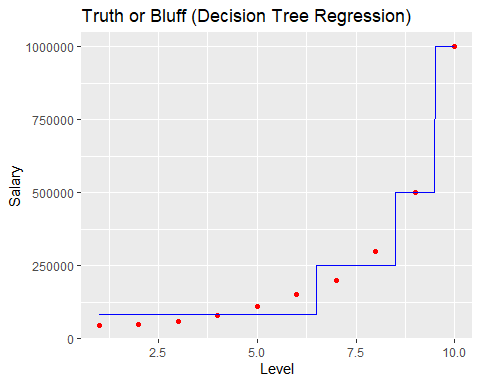 Truth or Bluff (Decision Tree Regression)
1000000
750000
500000
250000
0
Salary
2.5 5.0 7.5 10.0
Level